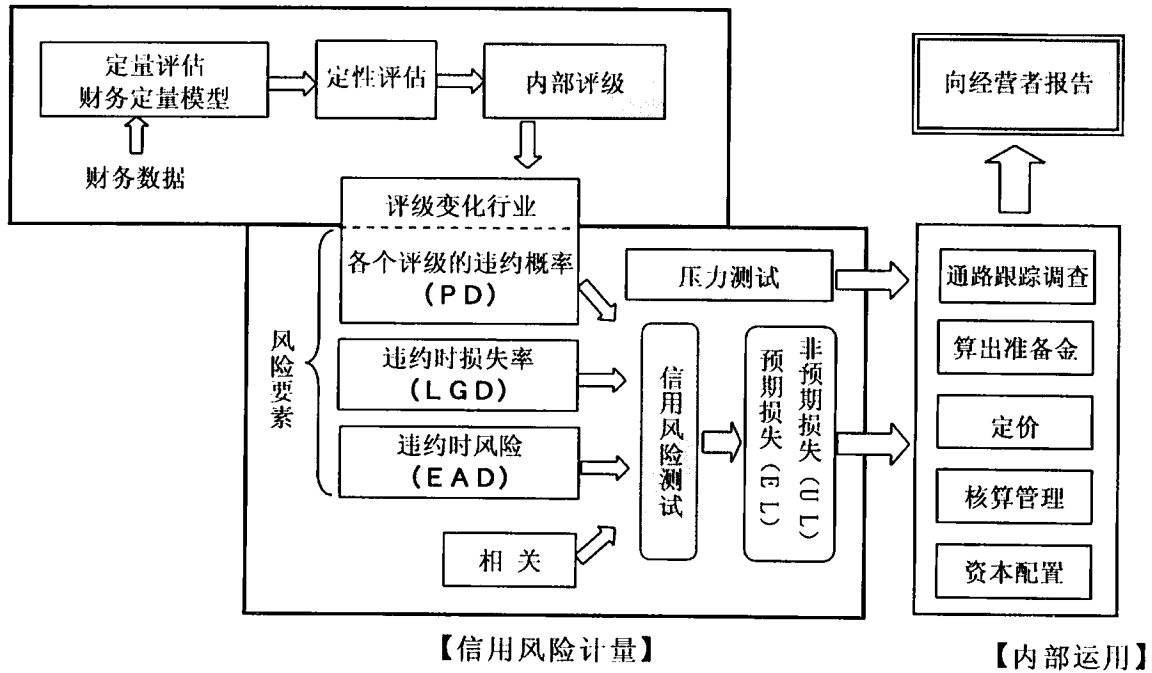 定量评估
财务定量模型
定性评估
内部评级
向经营者报告
财务数据
评级变化行业
各个评级的违约概率
(PD)
压力测试
通路跟踪调查
风险要素
违约时损失率
(LGD)
信用风险测试
预期损失(EL)
非预期损失(UL)
算出准备金
定价
违约时风险
(EAD)
核算管理
相关
资本配置
【信用风险计量】
【内部运用】